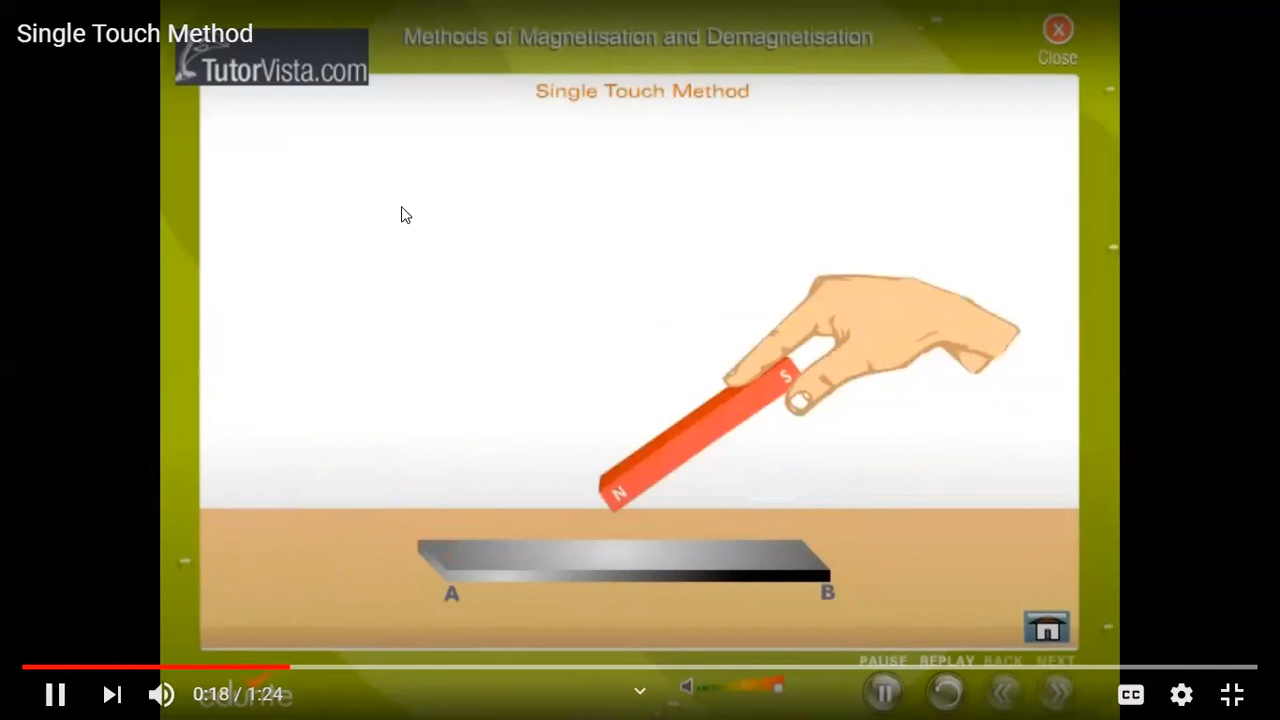 Single Touch Method
TutorVista.com
Methods of Magnetisation and Demagnetisation
Close
Single Touch Method
S
N
A
B
PAUSE REPLAY BACK NEXT
0:18 / 1:24
CC